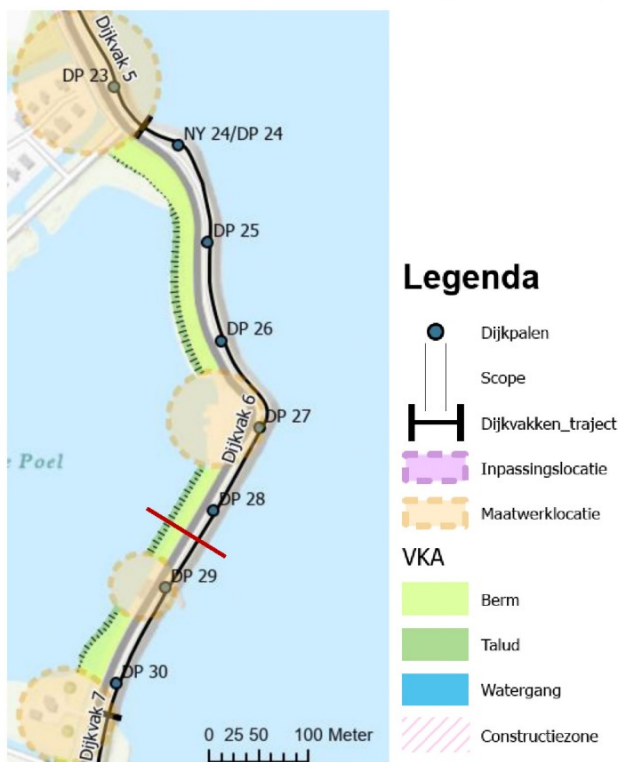 Dijkvak 5
DP 23
NY 24/DP 24
DP 25
DP 26
DP 27
Dijkvak 6
Poel
DP 28
DP 29
DP 30
Dijkvak 7
0 25 50 100 Meter
Legenda
Dijkpalen
Scope
Dijkvakken_traject
Inpassingslocatie
Maatwerklocatie
VKA
Berm
Talud
Watergang
Constructiezone